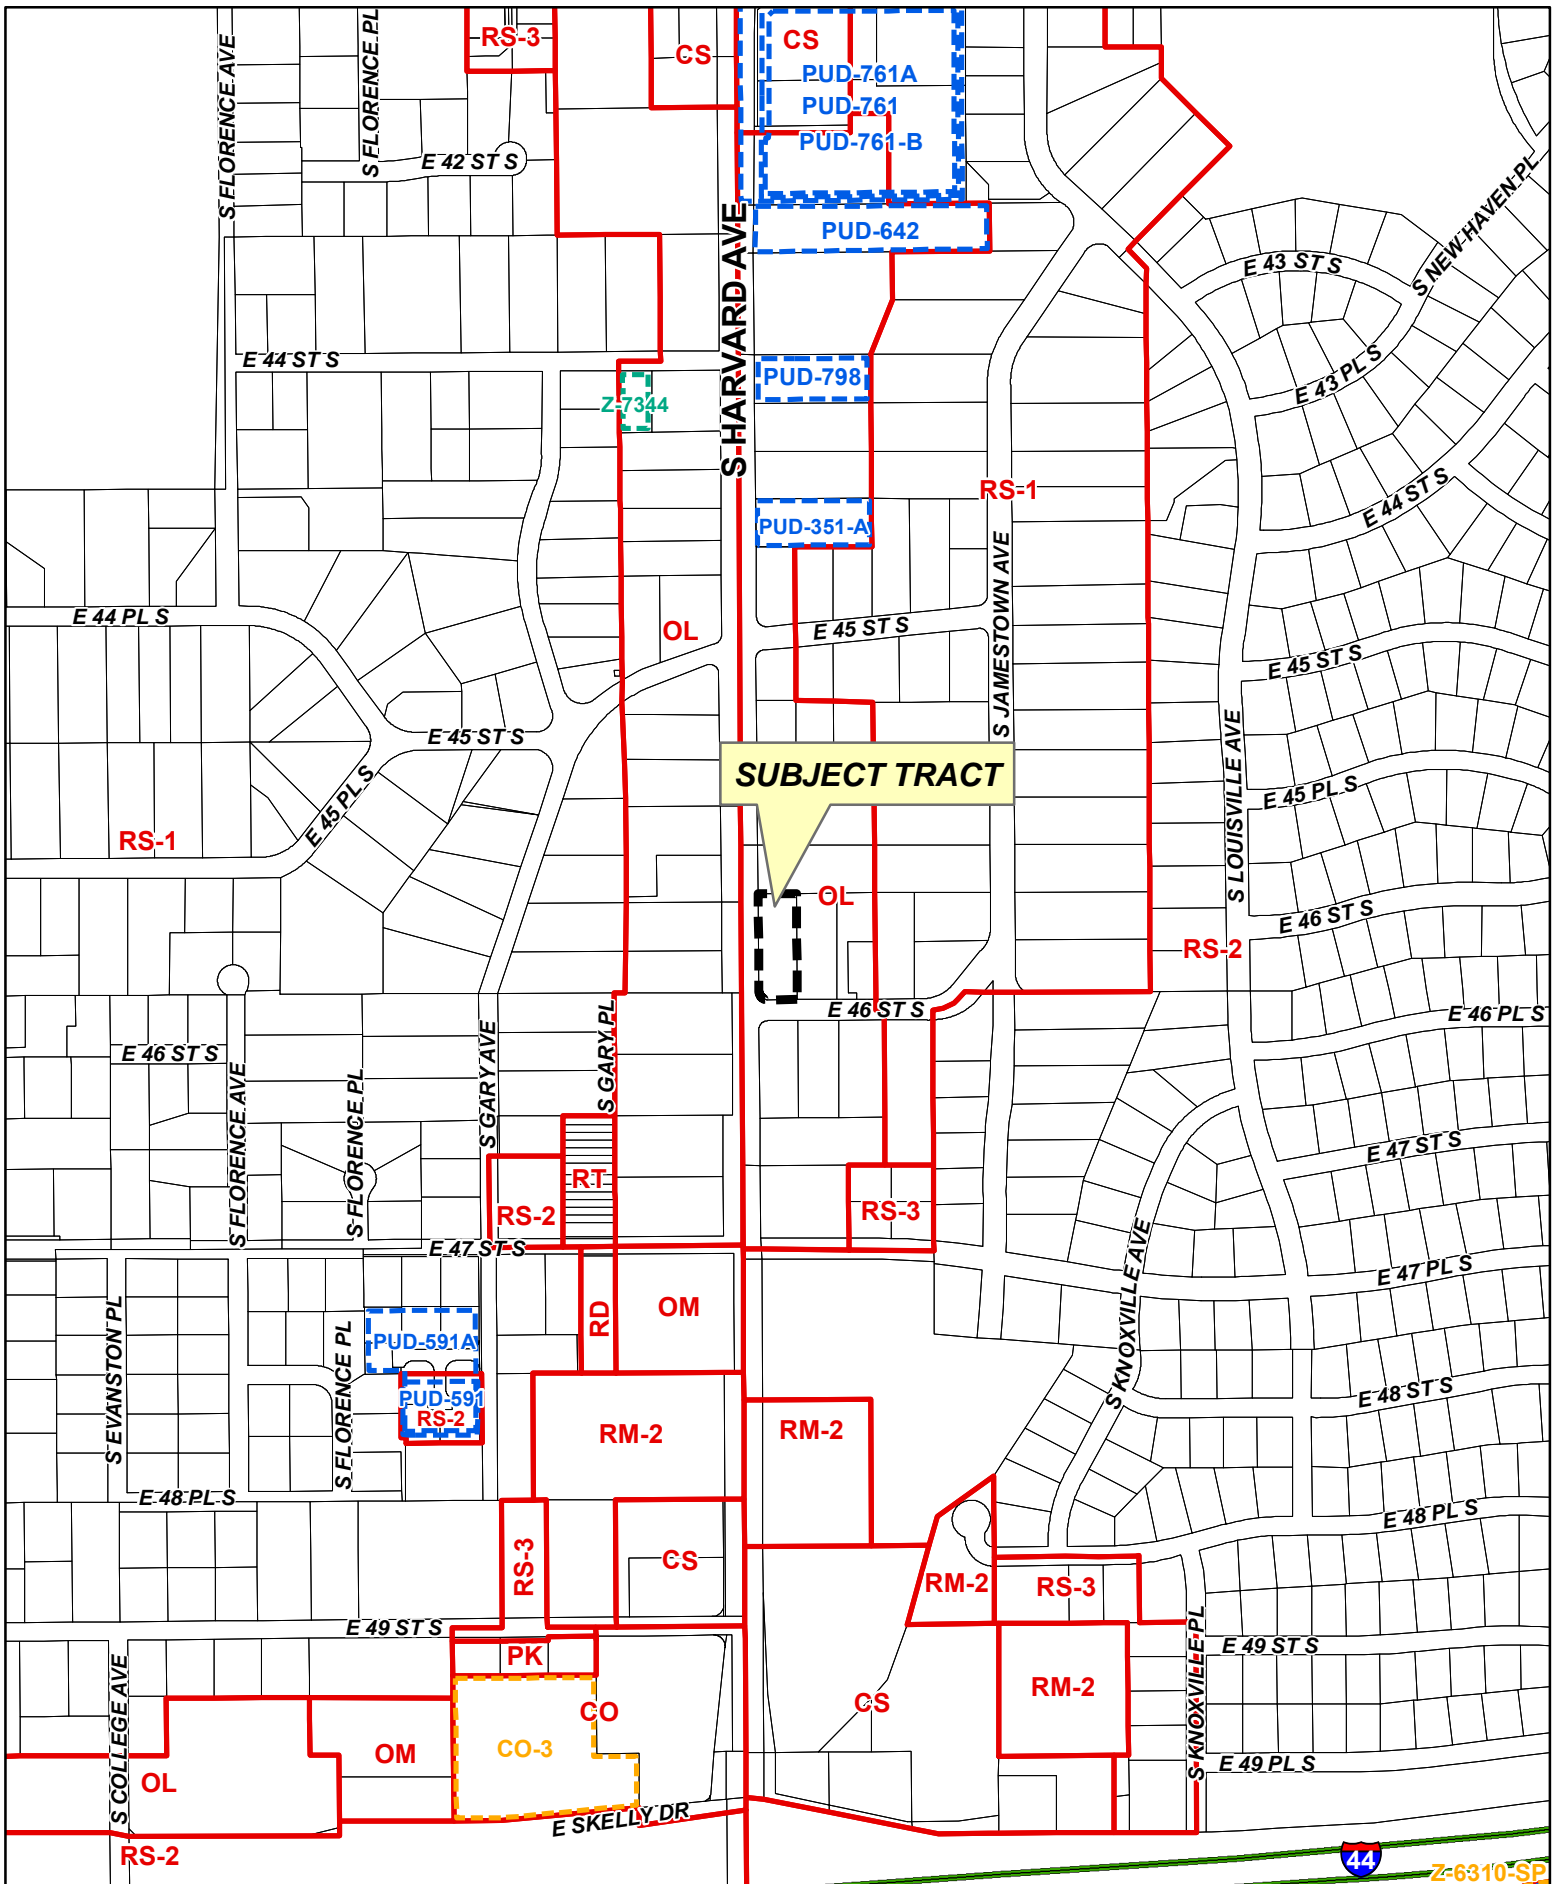 S FLORENCE AVE
S FLORENCE PL
RS-3
CS
CS
PUD-761A
PUD-761
PUD-761-B
E 42 ST S
PUD-642
S HARVARD AVE
E 43 ST S
S NEW HAVEN PL
E 44 ST S
PUD-798
E 43 PL S
Z-7344
RS-1
E 44 ST S
PUD-351-A
E 44 PL S
OL
E 45 ST S
S JAMESTOWN AVE
E 45 ST S
E 45 ST S
SUBJECT TRACT
S LOUISVILLE AVE
E 45 PL S
E 45 PL S
RS-1
OL
E 46 ST S
RS-2
E 46 ST S
E 46 PL S
E 46 ST S
S FLORENCE AVE
S FLORENCE PL
S GARY AVE
S GARY PL
E 47 ST S
RT
RS-2
RS-3
E 47 ST S
S KNOXVILLE AVE
E 47 PL S
S EVANSTON PL
S FLORENCE PL
RD
OM
PUD-591A
PUD-591
RS-2
E 48 ST S
RM-2
RM-2
E 48 PL S
E 48 PL S
RS-3
CS
RM-2
RS-3
E 49 ST S
S KNOXVILLE PL
E 49 ST S
PK
S COLLEGE AVE
CO
CS
RM-2
CO-3
OM
OL
E 49 PL S
E SKELLY DR
RS-2
44
Z-6310-SP